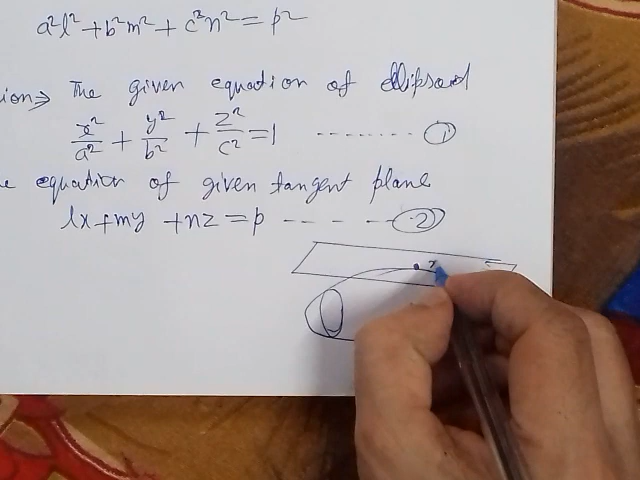 a²l² + b²m² + c²n² = p²
ion⇒ The given equation of ellipsoid
x²/a² + y²/b² + z²/c² = 1 -------- ①
e equation of given tangent plane
lx + my + nz = p ---- - ----- ②